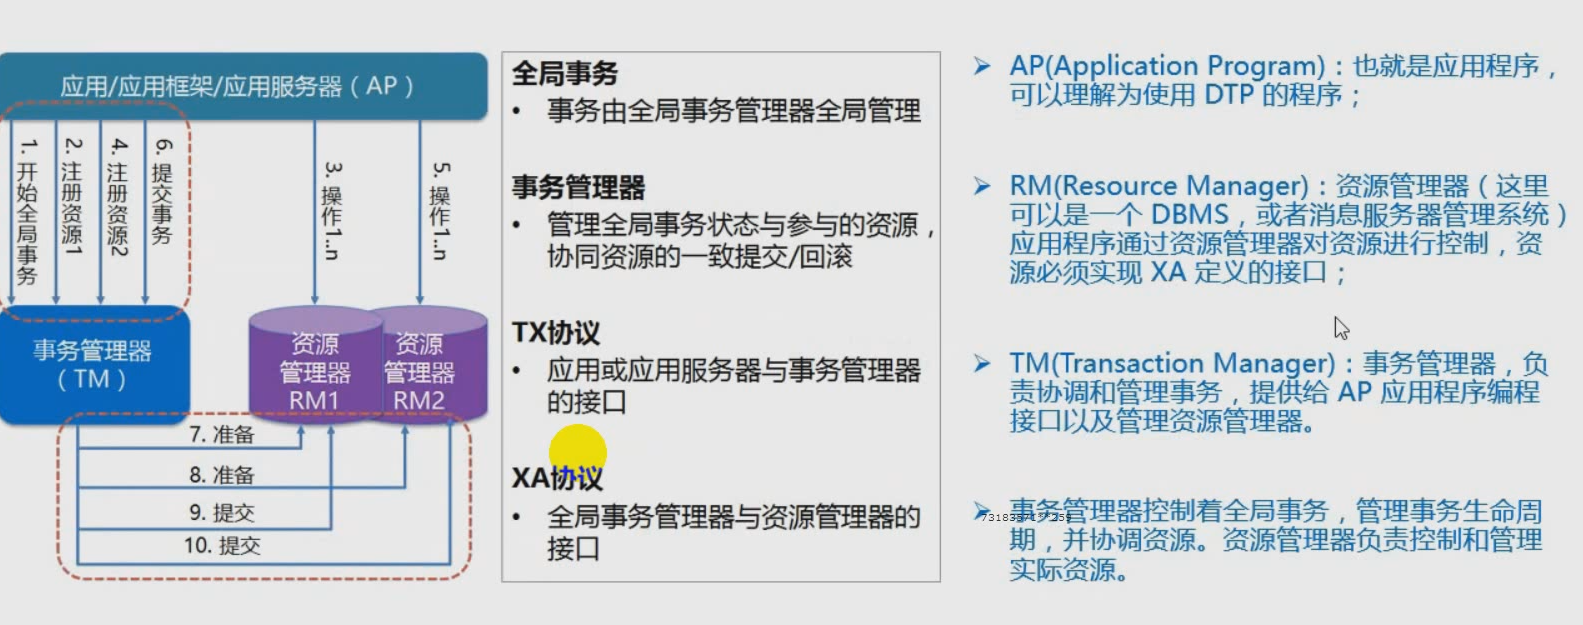 应用/应用框架/应用服务器（AP）
1. 开始全局事务
2. 注册资源1
4. 注册资源2
6. 提交事务
3. 操作1..n
5. 操作1..n
事务管理器
（TM）
资源
管理器
RM1
资源
管理器
RM2
7. 准备
8. 准备
9. 提交
10. 提交
全局事务
• 事务由全局事务管理器全局管理
事务管理器
• 管理全局事务状态与参与的资源，
协同资源的一致提交/回滚
TX协议
• 应用或应用服务器与事务管理器
的接口
XA协议
• 全局事务管理器与资源管理器的
接口
AP(Application Program)：也就是应用程序，
可以理解为使用 DTP 的程序；
RM(Resource Manager)：资源管理器（这里
可以是一个 DBMS，或者消息服务器管理系统）
应用程序通过资源管理器对资源进行控制，资
源必须实现 XA 定义的接口；
TM(Transaction Manager)：事务管理器，负
责协调和管理事务，提供给 AP 应用程序编程
接口以及管理资源管理器。
事务管理器控制着全局事务，管理事务生命周
期，并协调资源。资源管理器负责控制和管理
实际资源。